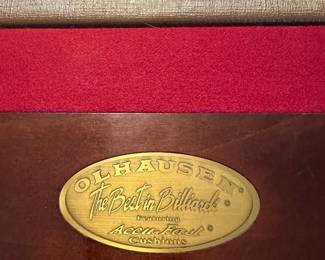 OLHAUSEN®
The Best in Billiards®
Featuring
Accu-Fast®
Cushions